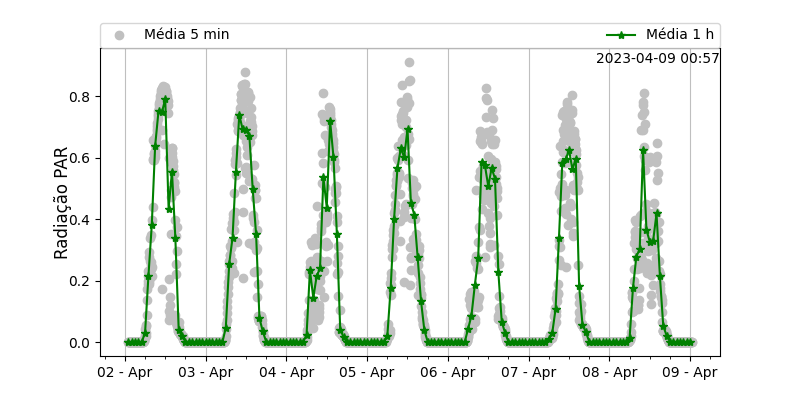 Média 5 min
Média 1 h
2023-04-09 00:57
Radiação PAR
0.8
0.6
0.4
0.2
0.0
02 - Apr
03 - Apr
04 - Apr
05 - Apr
06 - Apr
07 - Apr
08 - Apr
09 - Apr